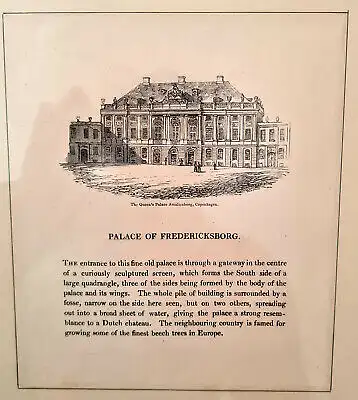 The Queen's Palace Amalienborg, Copenhagen.
PALACE OF FREDERICKSBORG.
THE entrance to this fine old palace is through a gateway in the centre
of a curiously sculptured screen, which forms the South side of a
large quadrangle, three of the sides being formed by the body of the
palace and its wings. The whole pile of building is surrounded by a
fosse, narrow on the side here seen, but on two others, spreading
out into a broad sheet of water, giving the palace a strong resem-
blance to a Dutch chateau. The neighbouring country is famed for
growing some of the finest beech trees in Europe.